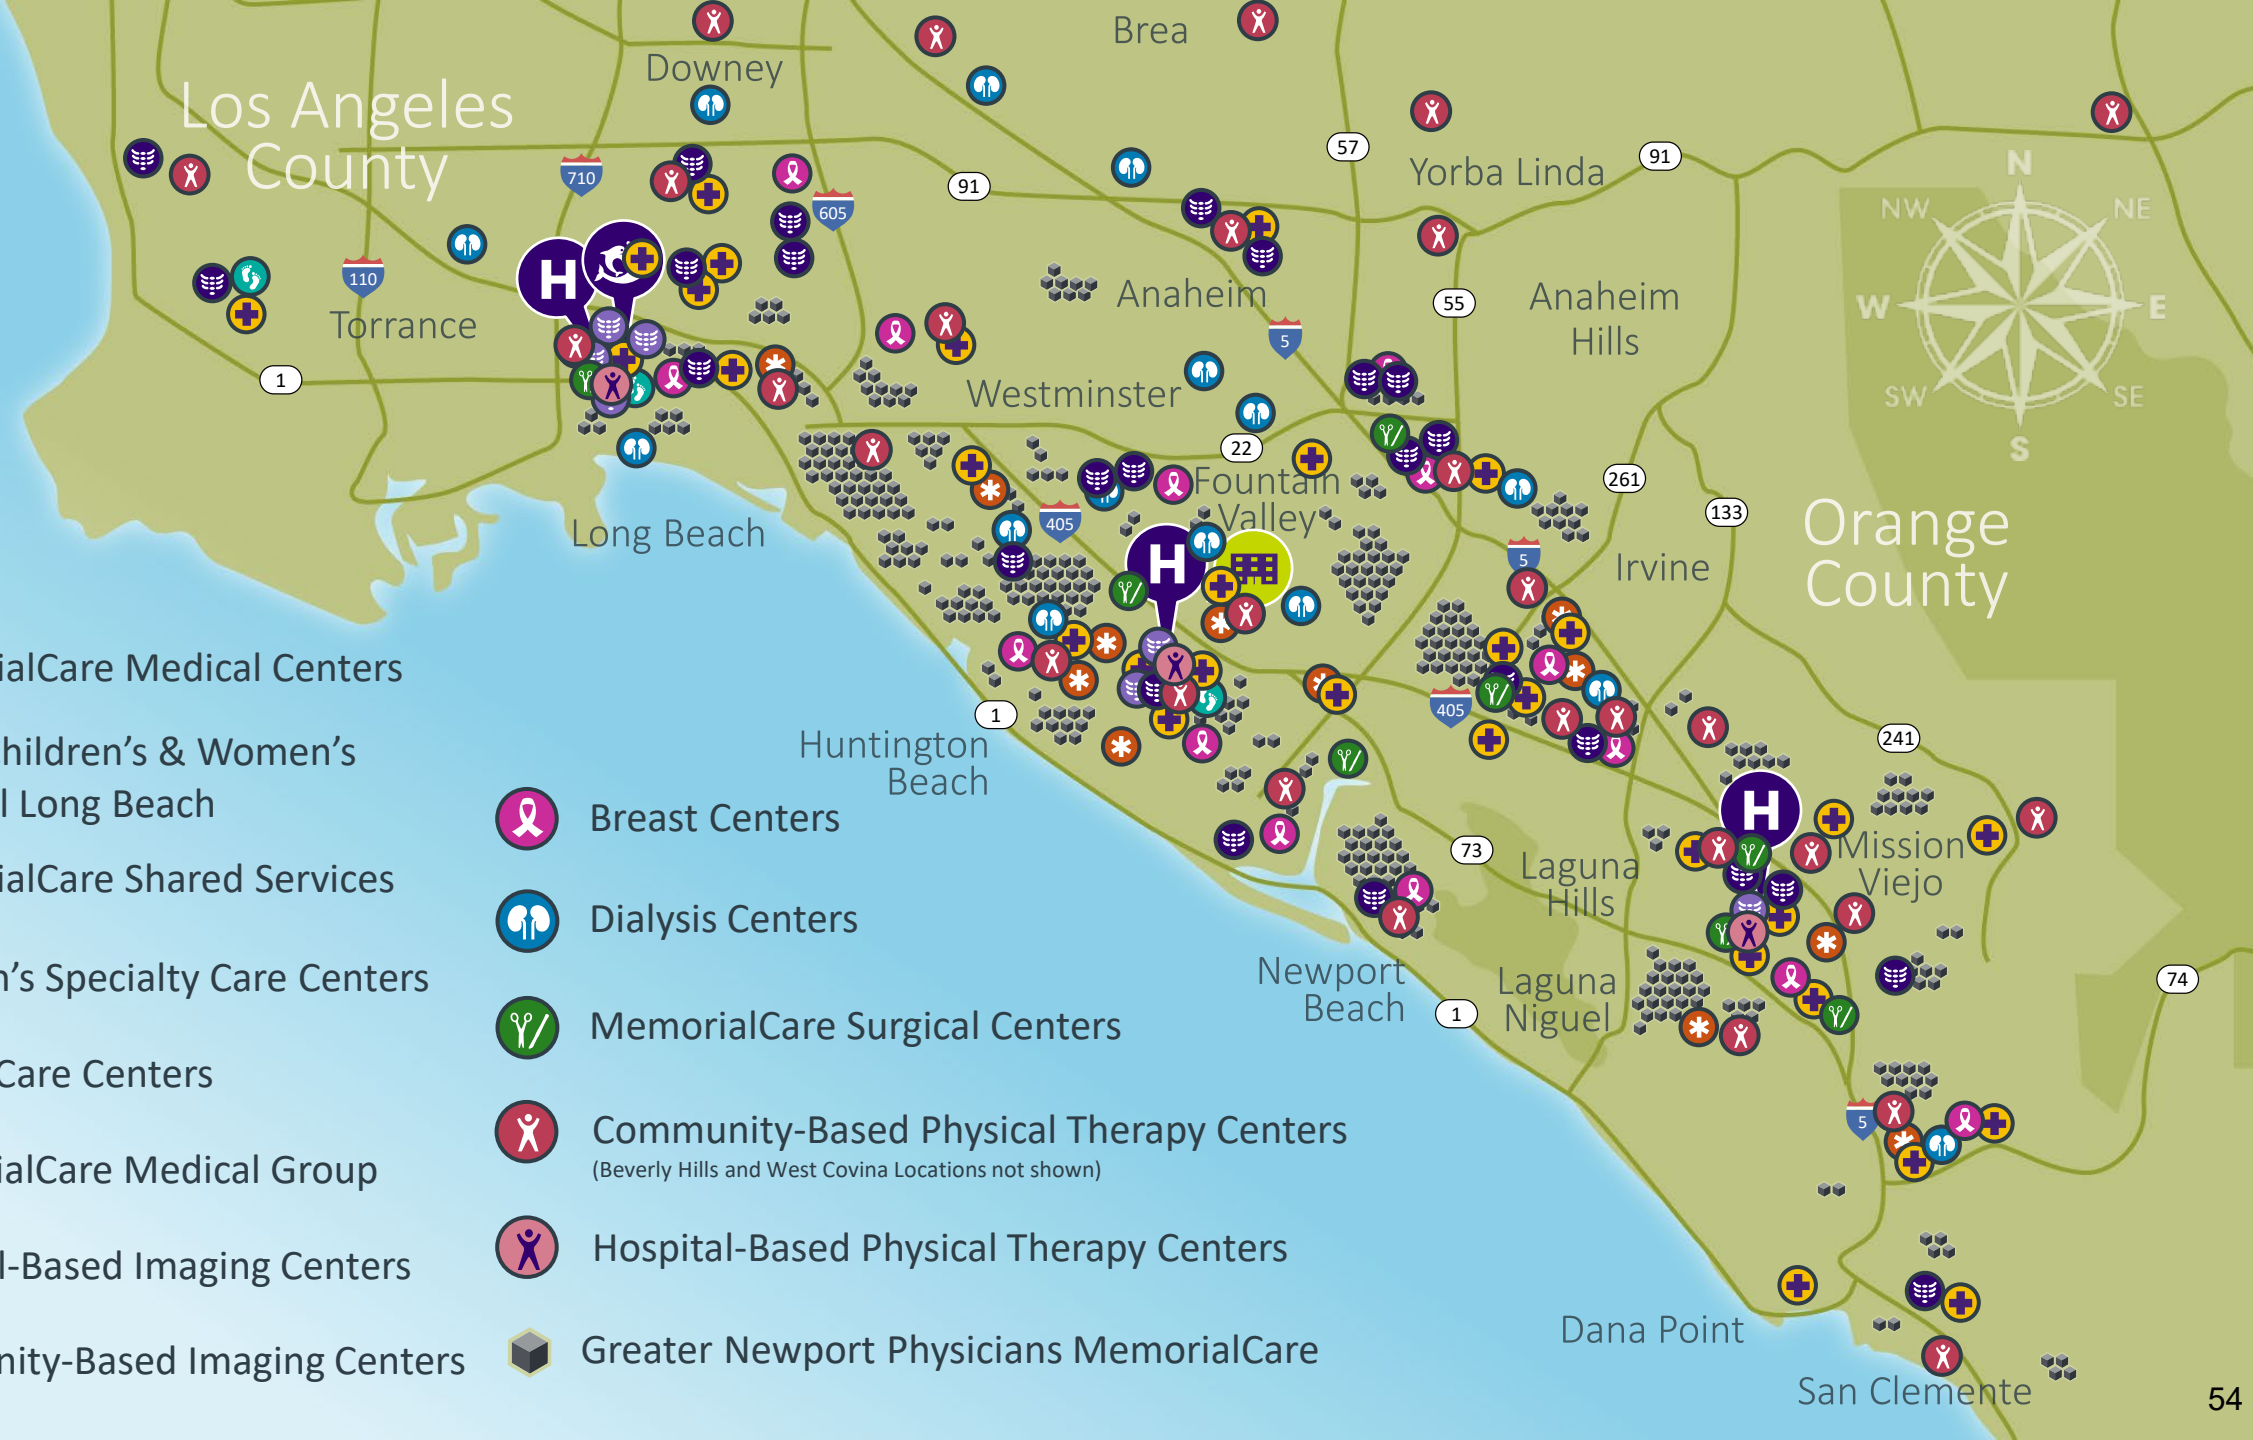 Brea
Downey
Los Angeles
County
57
91
Yorba Linda
710
91
605
NW
N
NE
110
H
Anaheim
Anaheim
Hills
55
W
E
Torrance
5
1
Westminster
SW
SE
S
22
Fountain
Valley
261
405
133
Long Beach
Orange
County
H
5
Irvine
ialCare Medical Centers
405
1
hildren's & Women's
l Long Beach
Huntington
Beach
241
H
Breast Centers
Mission
Viejo
73
Laguna
Hills
ialCare Shared Services
Dialysis Centers
n's Specialty Care Centers
Newport
Beach
Laguna
Niguel
74
1
MemorialCare Surgical Centers
Care Centers
5
Community-Based Physical Therapy Centers
(Beverly Hills and West Covina Locations not shown)
ialCare Medical Group
Hospital-Based Physical Therapy Centers
l-Based Imaging Centers
Dana Point
Greater Newport Physicians MemorialCare
nity-Based Imaging Centers
San Clemente
54